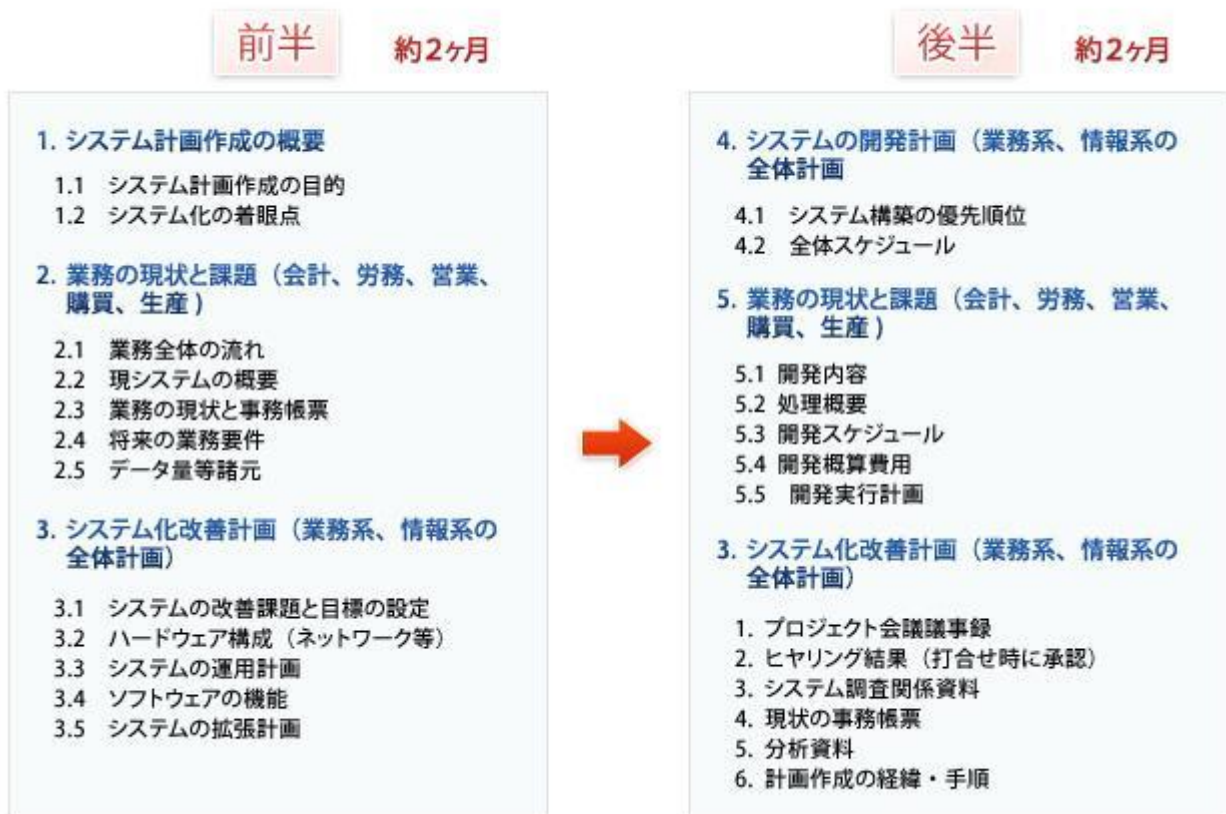 前半 約2ヶ月
1. システム計画作成の概要
1.1 システム計画作成の目的
1.2 システム化の着眼点
2. 業務の現状と課題（会計、労務、営業、
購買、生産 )
2.1 業務全体の流れ
2.2 現システムの概要
2.3 業務の現状と事務帳票
2.4 将来の業務要件
2.5 データ量等諸元
3. システム化改善計画（業務系、情報系の
全体計画）
3.1 システムの改善課題と目標の設定
3.2 ハードウェア構成（ネットワーク等）
3.3 システムの運用計画
3.4 ソフトウェアの機能
3.5 システムの拡張計画
後半 約2ヶ月
4. システムの開発計画（業務系、情報系の
全体計画
4.1 システム構築の優先順位
4.2 全体スケジュール
5. 業務の現状と課題（会計、労務、営業、
購買、生産 )
5.1 開発内容
5.2 処理概要
5.3 開発スケジュール
5.4 開発概算費用
5.5 開発実行計画
3. システム化改善計画（業務系、情報系の
全体計画）
1. プロジェクト会議議事録
2. ヒヤリング結果（打合せ時に承認）
3. システム調査関係資料
4. 現状の事務帳票
5. 分析資料
6. 計画作成の経緯・手順